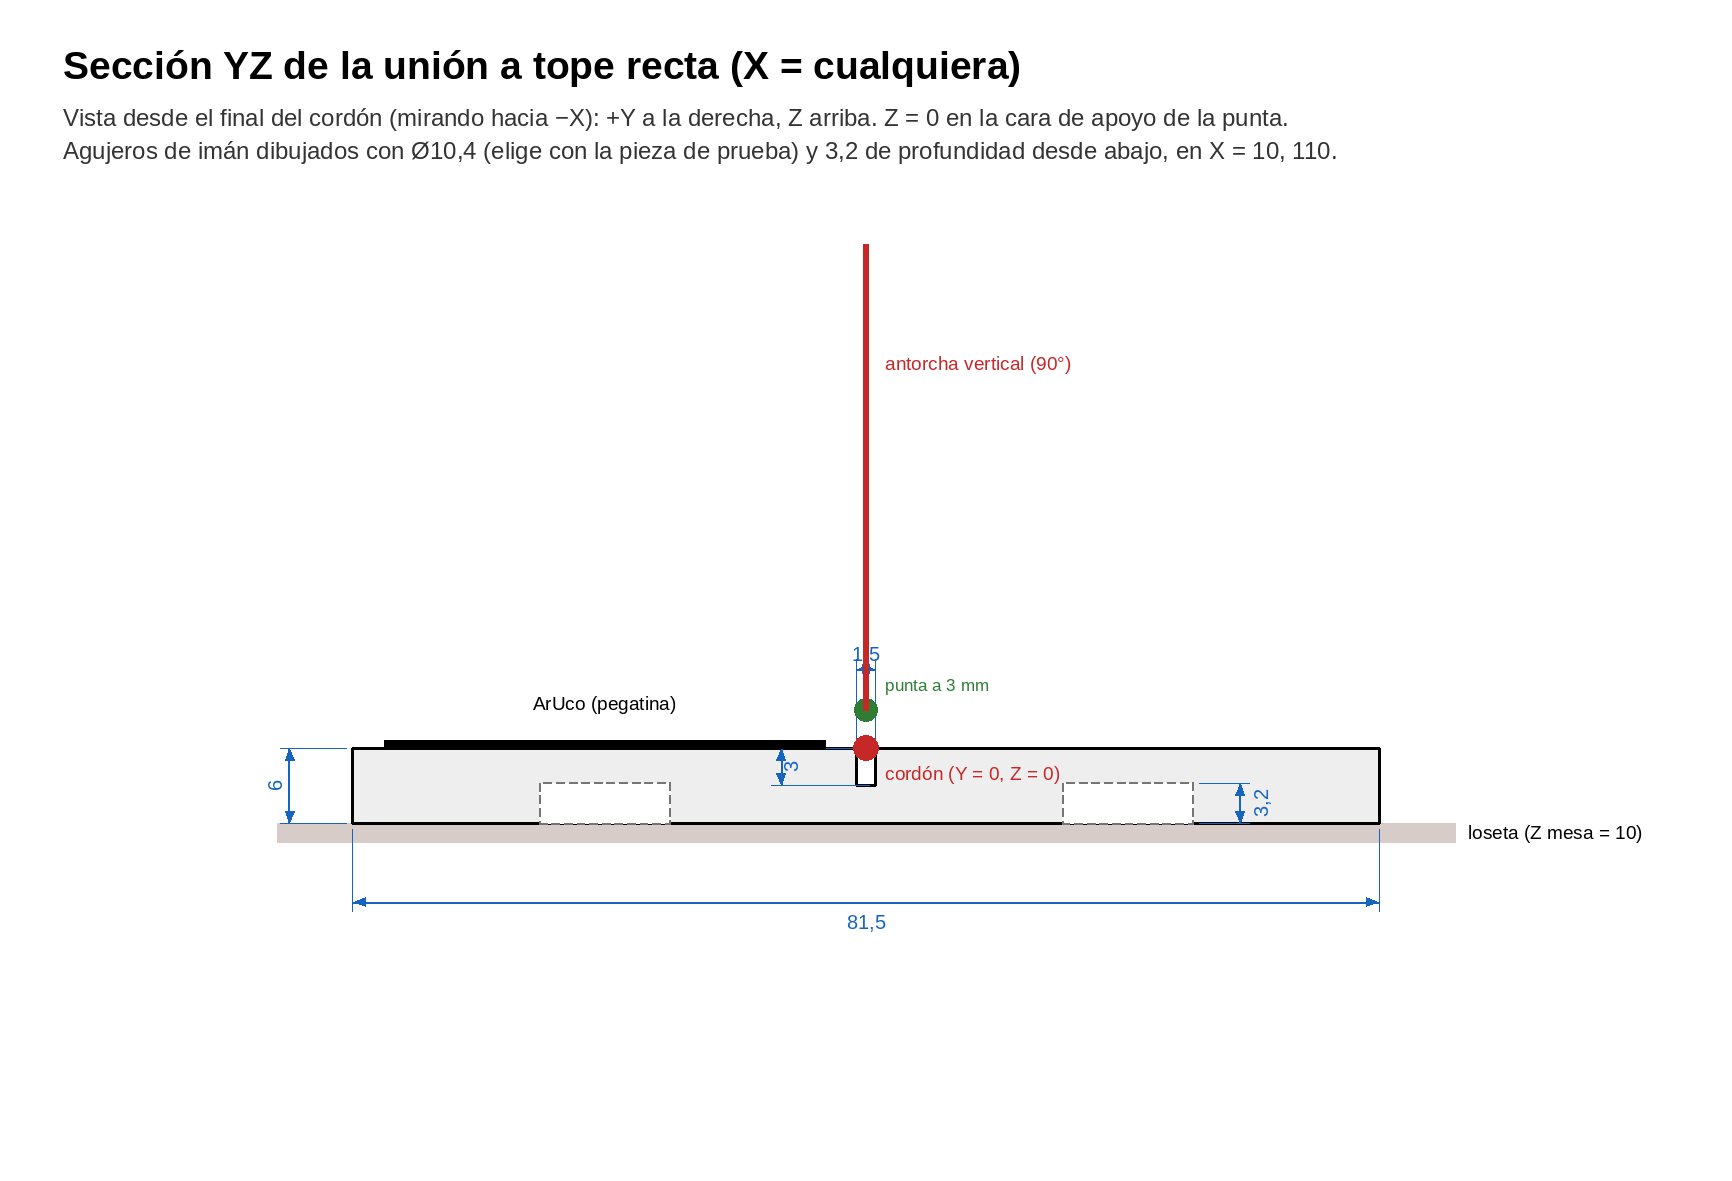 Sección YZ de la unión a tope recta (X = cualquiera)
Vista desde el final del cordón (mirando hacia −X): +Y a la derecha, Z arriba. Z = 0 en la cara de apoyo de la punta.
Agujeros de imán dibujados con Ø10,4 (elige con la pieza de prueba) y 3,2 de profundidad desde abajo, en X = 10, 110.
antorcha vertical (90°)
1,5
punta a 3 mm
ArUco (pegatina)
6
3
cordón (Y = 0, Z = 0)
3,2
loseta (Z mesa = 10)
81,5